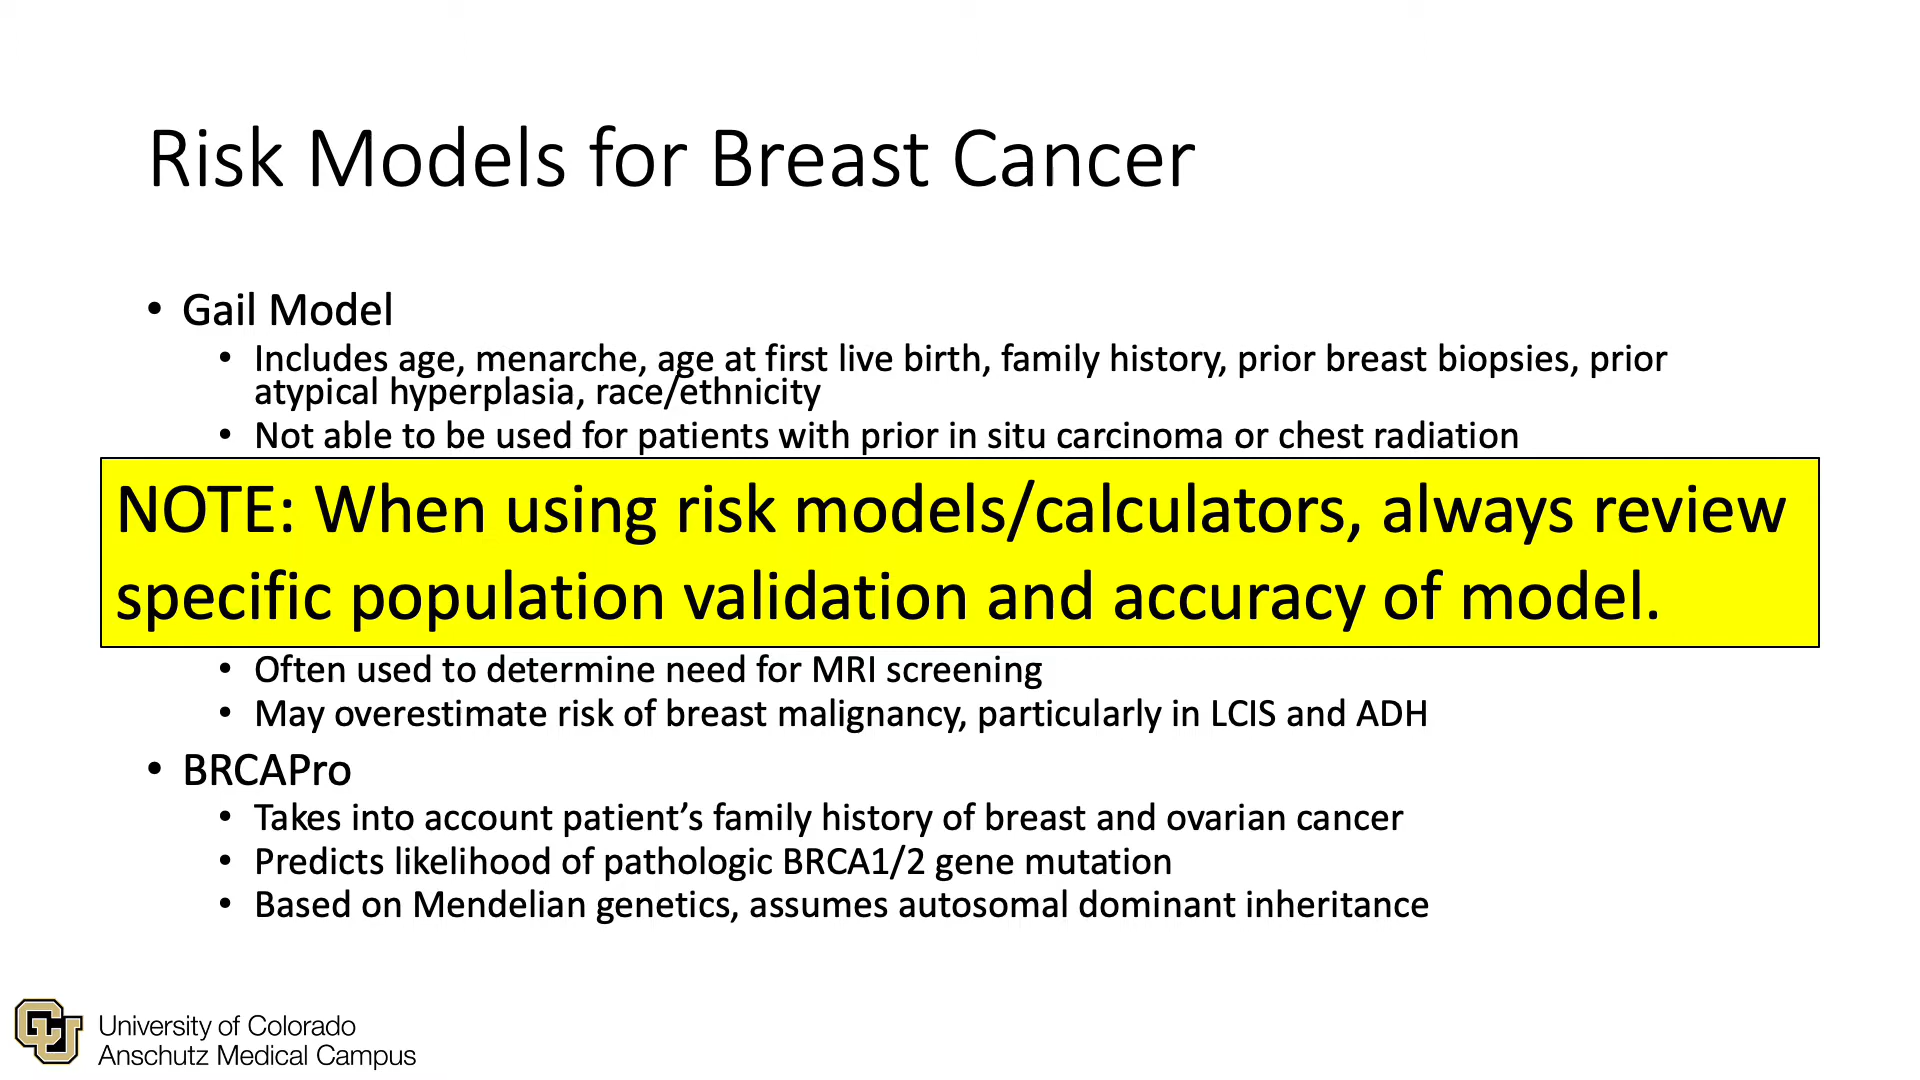 Risk Models for Breast Cancer
• Gail Model
• Includes age, menarche, age at first live birth, family history, prior breast biopsies, prior
atypical hyperplasia, race/ethnicity
• Not able to be used for patients with prior in situ carcinoma or chest radiation
NOTE: When using risk models/calculators, always review
specific population validation and accuracy of model.
• Often used to determine need for MRI screening
• May overestimate risk of breast malignancy, particularly in LCIS and ADH
• BRCAPro
• Takes into account patient’s family history of breast and ovarian cancer
• Predicts likelihood of pathologic BRCA1/2 gene mutation
• Based on Mendelian genetics, assumes autosomal dominant inheritance
CU
University of Colorado
Anschutz Medical Campus